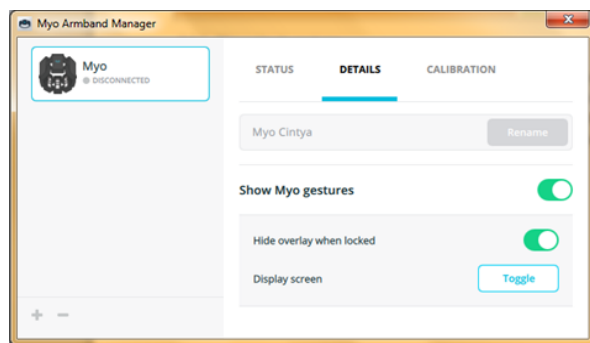 Myo Armband Manager
Myo
DISCONNECTED
STATUS DETAILS CALIBRATION
Myo Cintya Rename
Show Myo gestures
Hide overlay when locked
Display screen Toggle